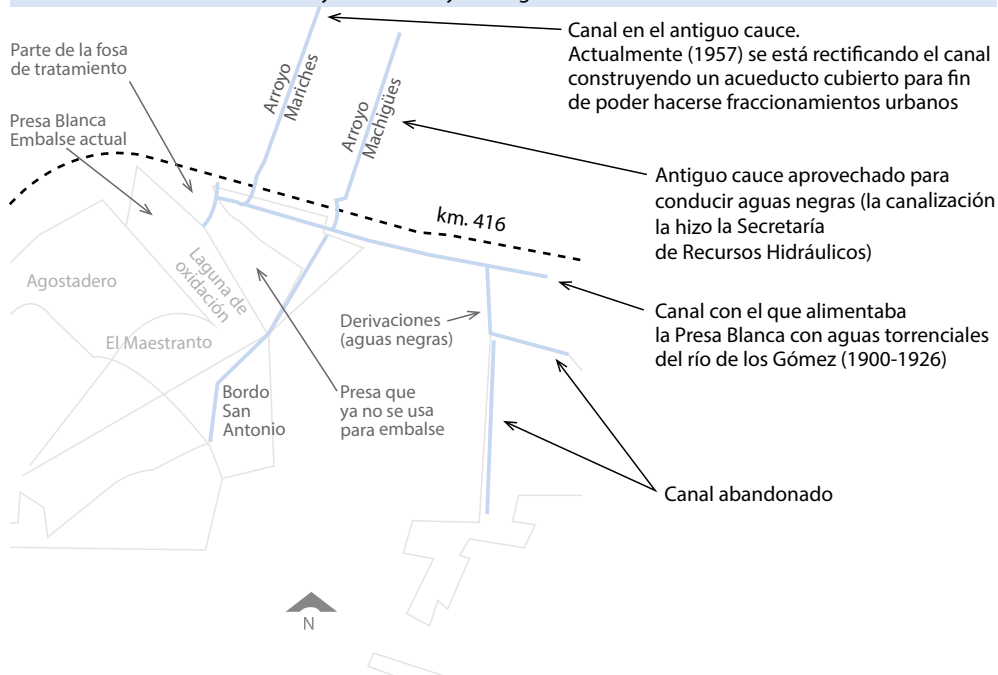 Canal en el antiguo cauce.
Actualmente (1957) se está rectificando el canal
construyendo un acueducto cubierto para fin
de poder hacerse fraccionamientos urbanos
Parte de la fosa
de tratamiento
Arroyo
Mariches
Arroyo
Machigües
Presa Blanca
Embalse actual
Antiguo cauce aprovechado para
conducir aguas negras (la canalización
la hizo la Secretaría
de Recursos Hidráulicos)
km. 416
Agostadero
Laguna de
oxidación
El Maestranto
Derivaciones
(aguas negras)
Canal con el que alimentaba
la Presa Blanca con aguas torrenciales
del río de los Gómez (1900-1926)
Bordo
San
Antonio
Presa que
ya no se usa
para embalse
Canal abandonado
N